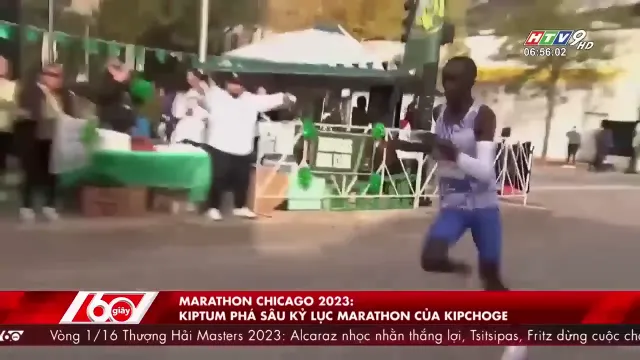 HTV9 HD
06:56:02
60 giây
MARATHON CHICAGO 2023:
KIPTUM PHÁ SÂU KỶ LỤC MARATHON CỦA KIPCHOGE
60 Vòng 1/16 Thượng Hải Masters 2023: Alcaraz nhọc nhằn thắng lợi, Tsitsipas, Fritz dừng cuộc ch